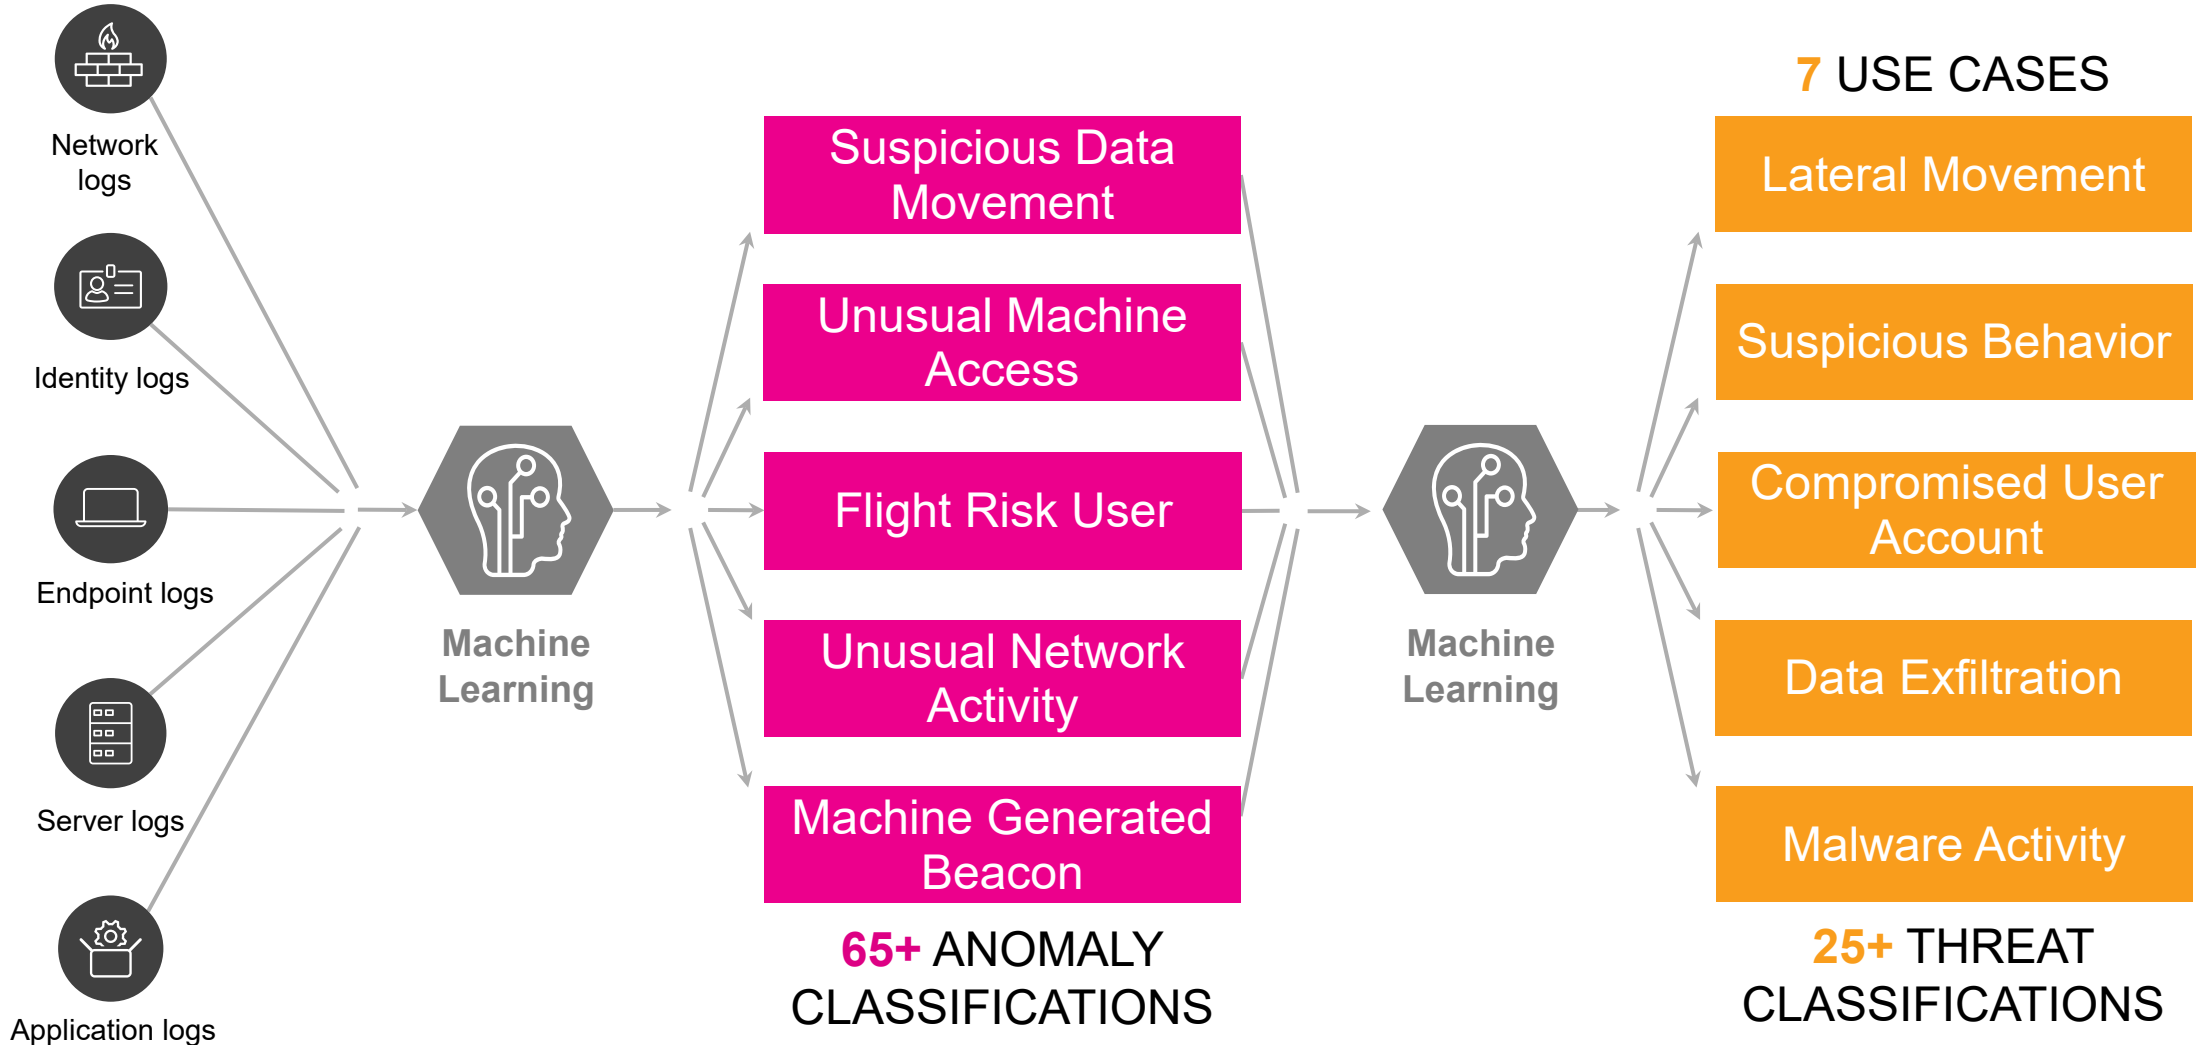 Network
logs
Identity logs
Endpoint logs
Server logs
Application logs
Machine
Learning
Suspicious Data
Movement
Unusual Machine
Access
Flight Risk User
Unusual Network
Activity
Machine Generated
Beacon
65+ ANOMALY
CLASSIFICATIONS
Machine
Learning
7 USE CASES
Lateral Movement
Suspicious Behavior
Compromised User
Account
Data Exfiltration
Malware Activity
25+ THREAT
CLASSIFICATIONS